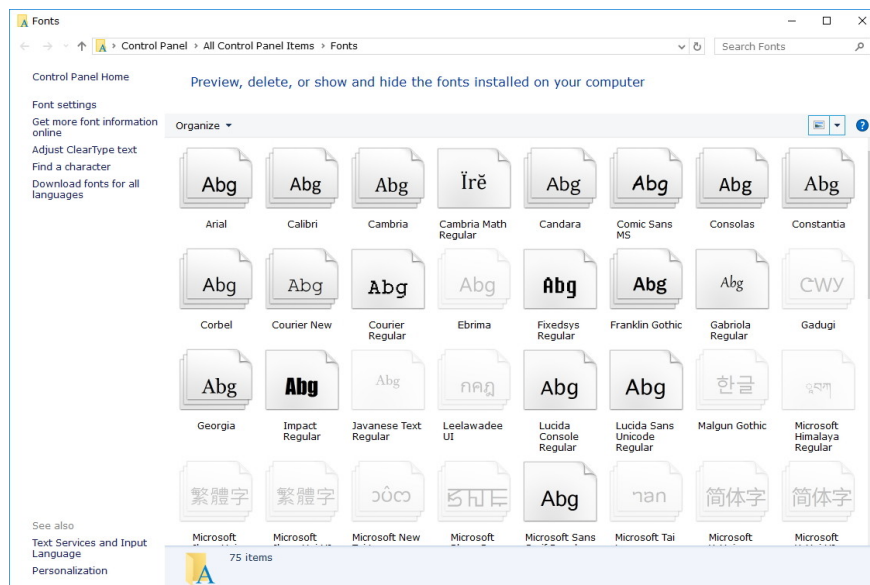 Fonts
Control Panel > All Control Panel Items > Fonts
Search Fonts
Control Panel Home
Font settings
Get more font information
online
Adjust ClearType text
Find a character
Download fonts for all
languages
Preview, delete, or show and hide the fonts installed on your computer
Organize
Abg Abg Abg Ïrĕ Abg Abg Abg Abg
Arial Calibri Cambria Cambria Math Candara Comic Sans Consolas Constantia
Regular MS
Abg Abg Abg Abg Abg Abg Abg ᏣᎳᎩ
Corbel Courier New Courier Ebrima Fixedsys Franklin Gothic Gabriola Gadugi
Regular Regular Regular
Abg Abg Abg กคฎ Abg Abg 한글
Georgia Impact Javanese Text Leelawadee Lucida Lucida Sans Malgun Gothic Microsoft
Regular Regular UI Console Unicode Himalaya
Regular Regular Regular
繁體字 繁體字 Abg 简体字 简体字
Microsoft Microsoft Microsoft New Microsoft Microsoft Sans Microsoft Tai Microsoft Microsoft
See also
Text Services and Input
Language
Personalization
75 items